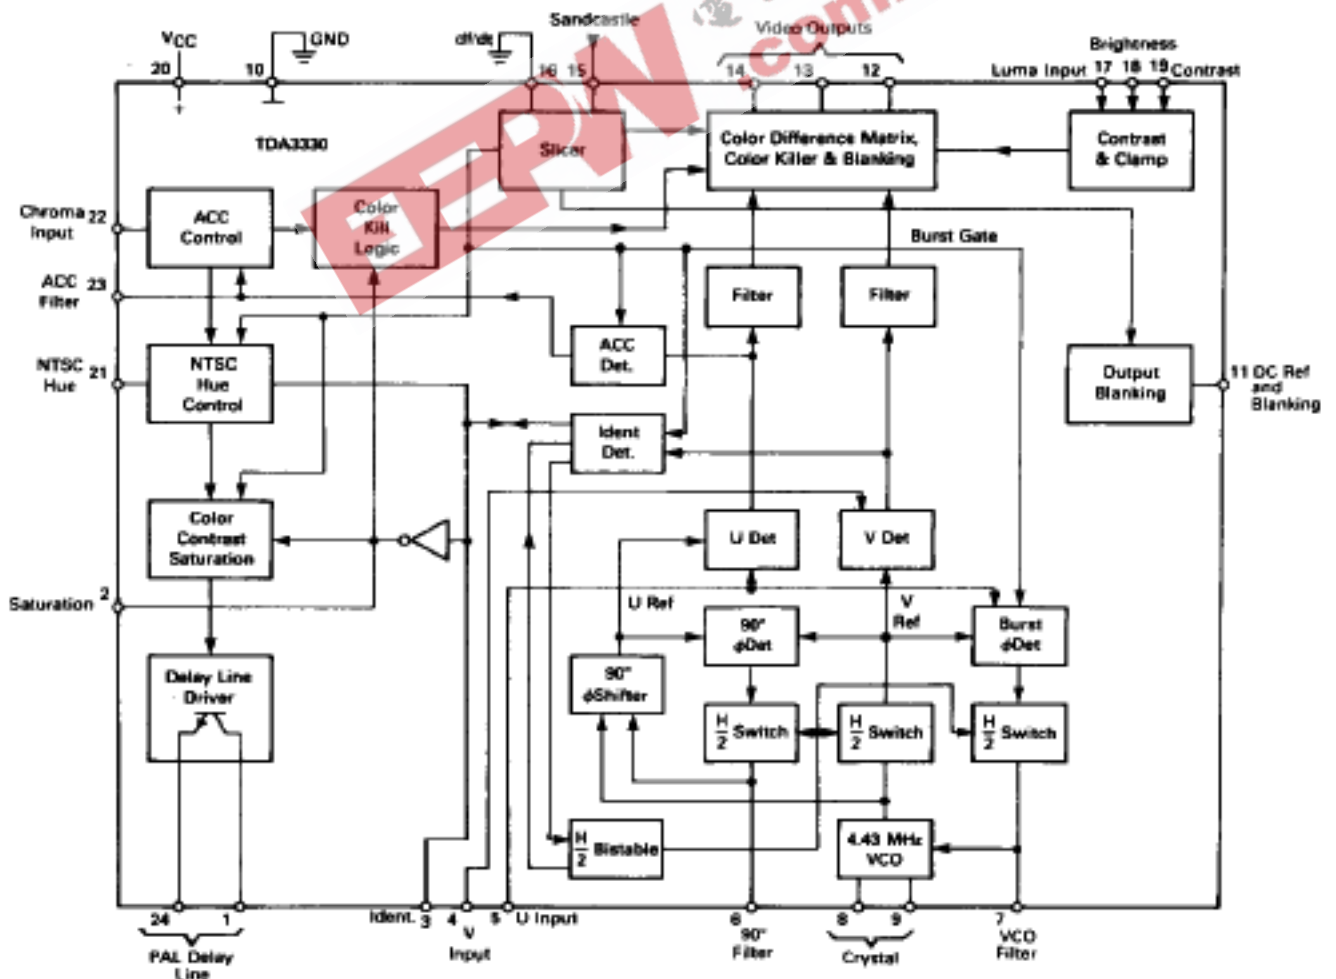 Sandcastle
Video Outputs
Brightness
VCC
GND
df/dt
20
10
16
15
14
13
12
Luma Input
17
18
19
Contrast
TDA3330
Slicer
Color Difference Matrix,
Color Killer & Blanking
Contrast
& Clamp
Chroma
Input
22
ACC
Control
Color
Kill
Logic
Burst Gate
ACC
Filter
23
Filter
Filter
ACC
Det.
NTSC
Hue
21
NTSC
Hue
Control
Output
Blanking
11 DC Ref
and
Blanking
Ident
Det.
Color
Contrast
Saturation
U Det
V Det
Saturation
2
U Ref
V
Ref
90°
ϕDet
Burst
ϕDet
Delay Line
Driver
90°
ϕShifter
H
2
Switch
H
2
Switch
H
2
Switch
H
2
Bistable
4.43 MHz
VCO
24
1
Ident.
3
4
5
U Input
6
8
9
7
PAL Delay
Line
V
Input
90°
Filter
Crystal
VCO
Filter
EEPW
.com